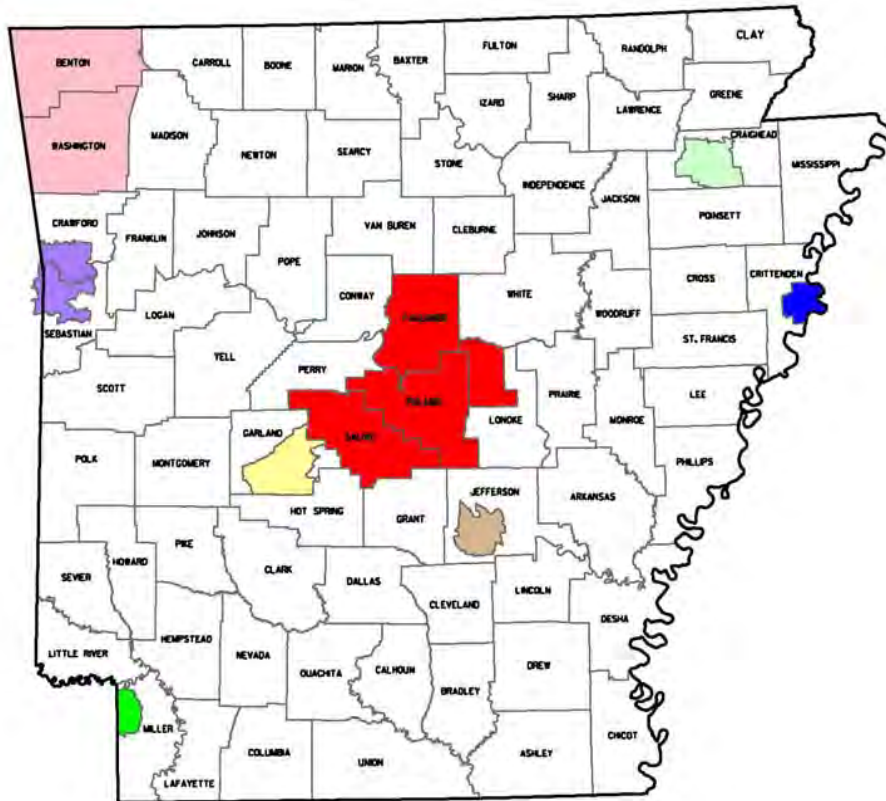 CLAY
FULTON
RANDOLPH
BENTON
CARROLL
BOONE
MARION
BAXTER
SHARP
IZARD
GREENE
LAWRENCE
CRAIGHEAD
WASHINGTON
MADISON
NEWTON
SEARCY
STONE
MISSISSIPPI
INDEPENDENCE
JACKSON
POINSETT
CRAWFORD
FRANKLIN
JOHNSON
VAN BUREN
CLEBURNE
POPE
CROSS
CRITTENDEN
CONWAY
WHITE
WOODRUFF
LOGAN
FAULKNER
SEBASTIAN
ST. FRANCIS
YELL
PERRY
SCOTT
PULASKI
PRAIRIE
LEE
LONOKE
MONROE
GARLAND
SALINE
POLK
MONTGOMERY
PHILLIPS
JEFFERSON
ARKANSAS
HOT SPRING
GRANT
PIKE
HOWARD
CLARK
SEVIER
DALLAS
LINCOLN
CLEVELAND
DESHA
HEMPSTEAD
LITTLE RIVER
NEVADA
OUACHITA
CALHOUN
DREW
BRADLEY
MILLER
CHICOT
COLUMBIA
UNION
ASHLEY
LAFAYETTE